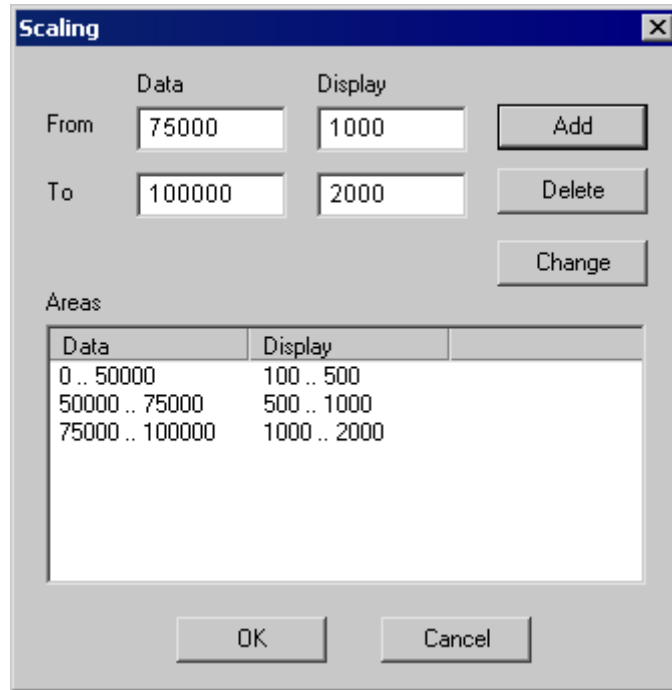 Scaling
Data Display
From 75000 1000 Add
To 100000 2000 Delete
Change
Areas
Data Display
0 .. 50000 100 .. 500
50000 .. 75000 500 .. 1000
75000 .. 100000 1000 .. 2000
OK Cancel